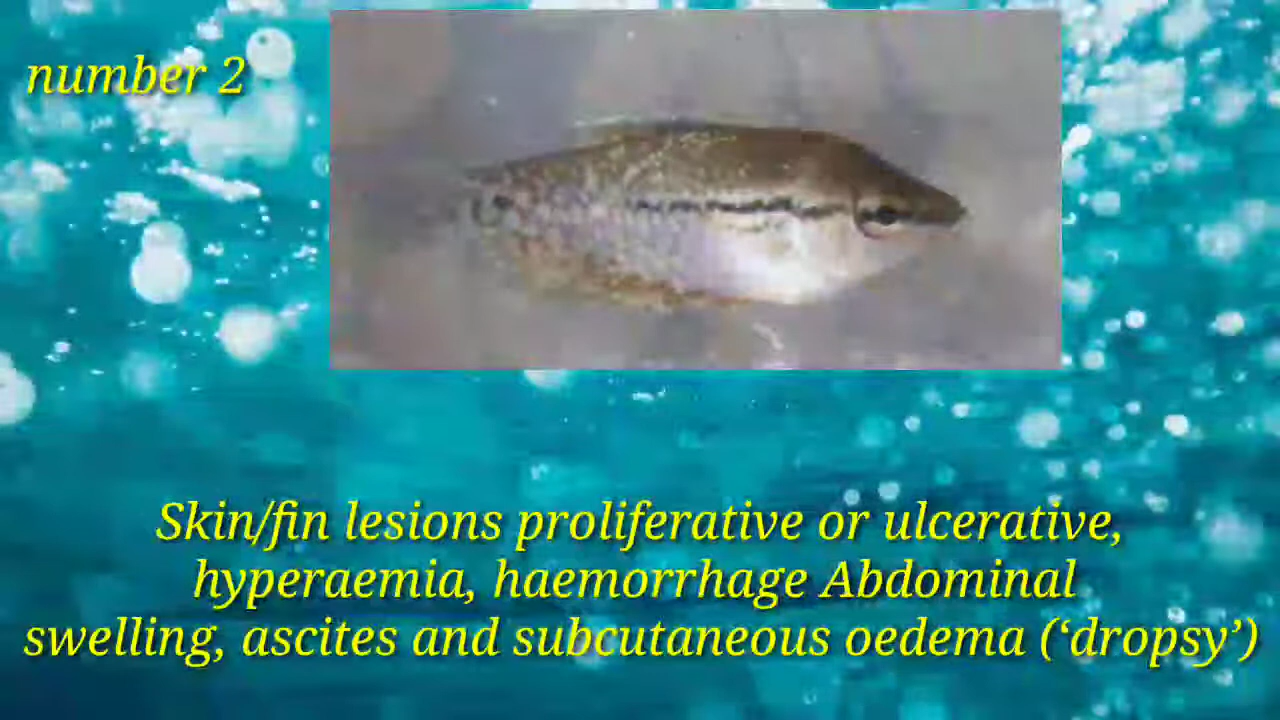 number 2
Skin/fin lesions proliferative or ulcerative,
hyperaemia, haemorrhage Abdominal
swelling, ascites and subcutaneous oedema (‘dropsy’)